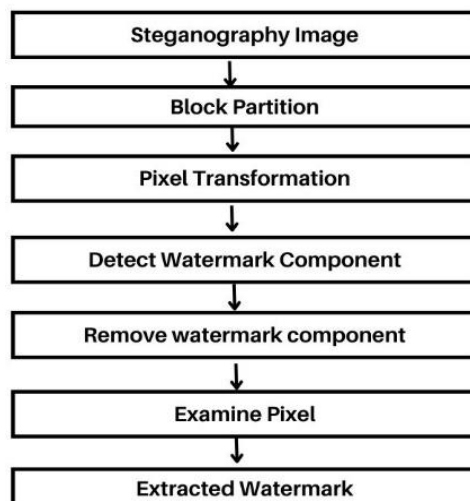 Steganography Image
Block Partition
Pixel Transformation
Detect Watermark Component
Remove watermark component
Examine Pixel
Extracted Watermark